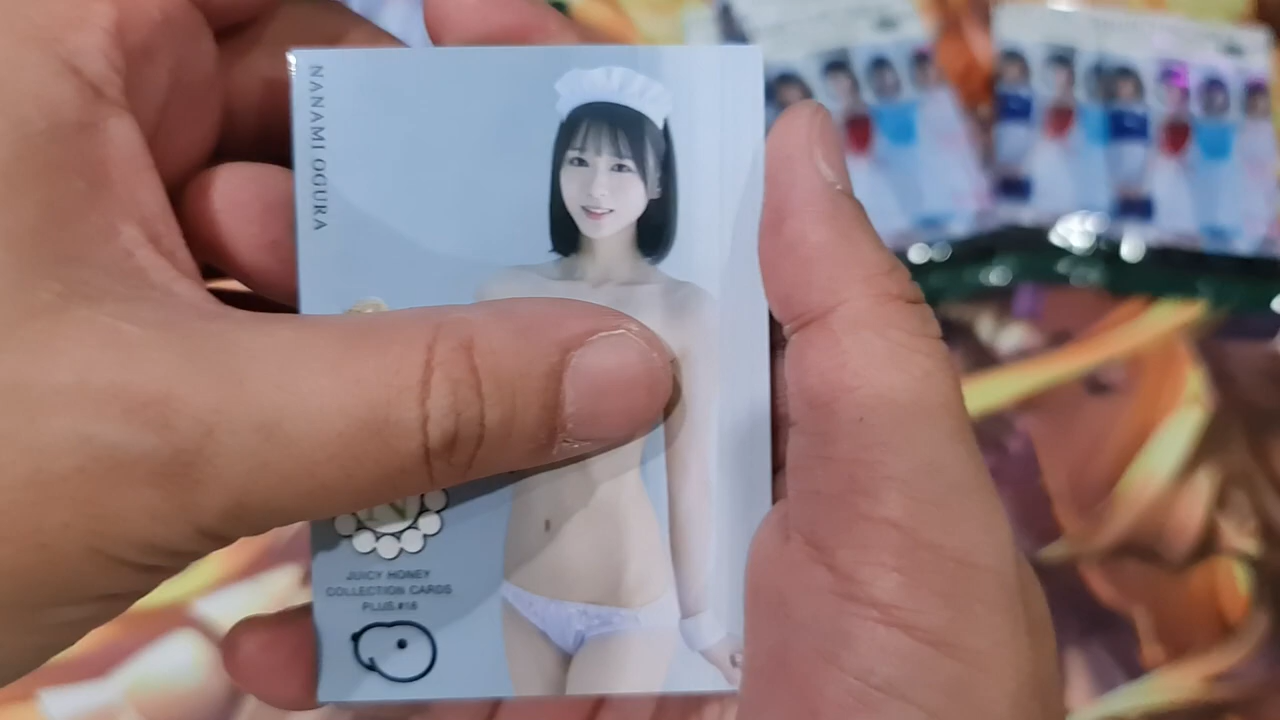 NANAMI OGURA
N
JUICY HONEY
COLLECTION CARDS
PLUS #16